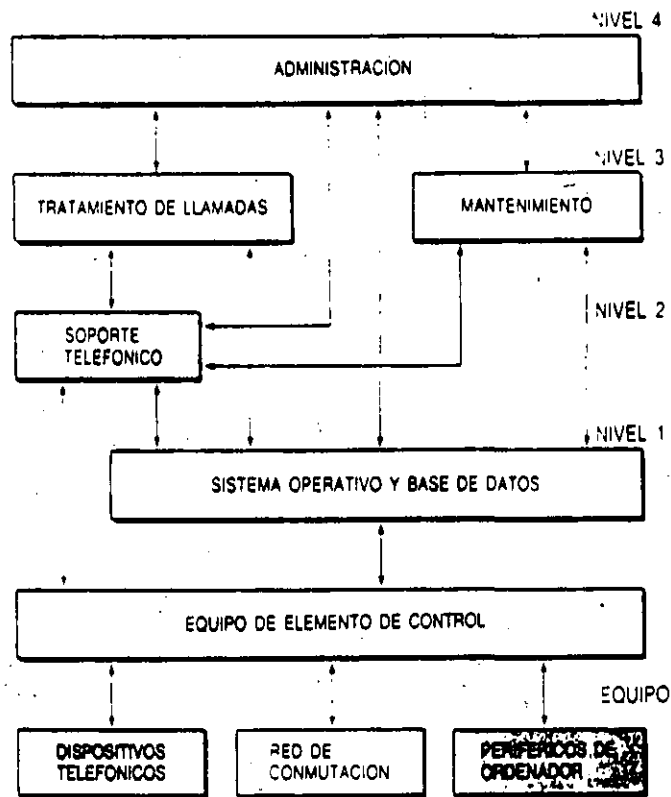 NIVEL 4
ADMINISTRACION
NIVEL 3
TRATAMIENTO DE LLAMADAS
MANTENIMIENTO
NIVEL 2
SOPORTE
TELEFONICO
NIVEL 1
SISTEMA OPERATIVO Y BASE DE DATOS
EQUIPO DE ELEMENTO DE CONTROL
EQUIPO
DISPOSITIVOS
TELEFONICOS
RED DE
CONMUTACION
PERIFERICOS DE
ORDENADOR